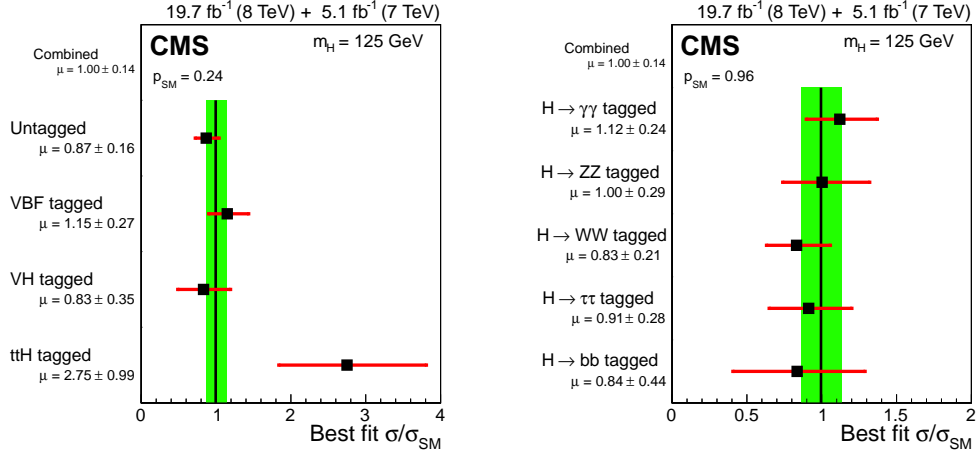 19.7 fb⁻¹ (8 TeV) + 5.1 fb⁻¹ (7 TeV)
CMS
m_H = 125 GeV
Combined
μ = 1.00 ± 0.14
p_SM = 0.24
Untagged
μ = 0.87 ± 0.16
VBF tagged
μ = 1.15 ± 0.27
VH tagged
μ = 0.83 ± 0.35
ttH tagged
μ = 2.75 ± 0.99
0 1 2 3 4
Best fit σ/σ_SM
19.7 fb⁻¹ (8 TeV) + 5.1 fb⁻¹ (7 TeV)
CMS
m_H = 125 GeV
Combined
μ = 1.00 ± 0.14
p_SM = 0.96
H → γγ tagged
μ = 1.12 ± 0.24
H → ZZ tagged
μ = 1.00 ± 0.29
H → WW tagged
μ = 0.83 ± 0.21
H → ττ tagged
μ = 0.91 ± 0.28
H → bb tagged
μ = 0.84 ± 0.44
0 0.5 1 1.5 2
Best fit σ/σ_SM